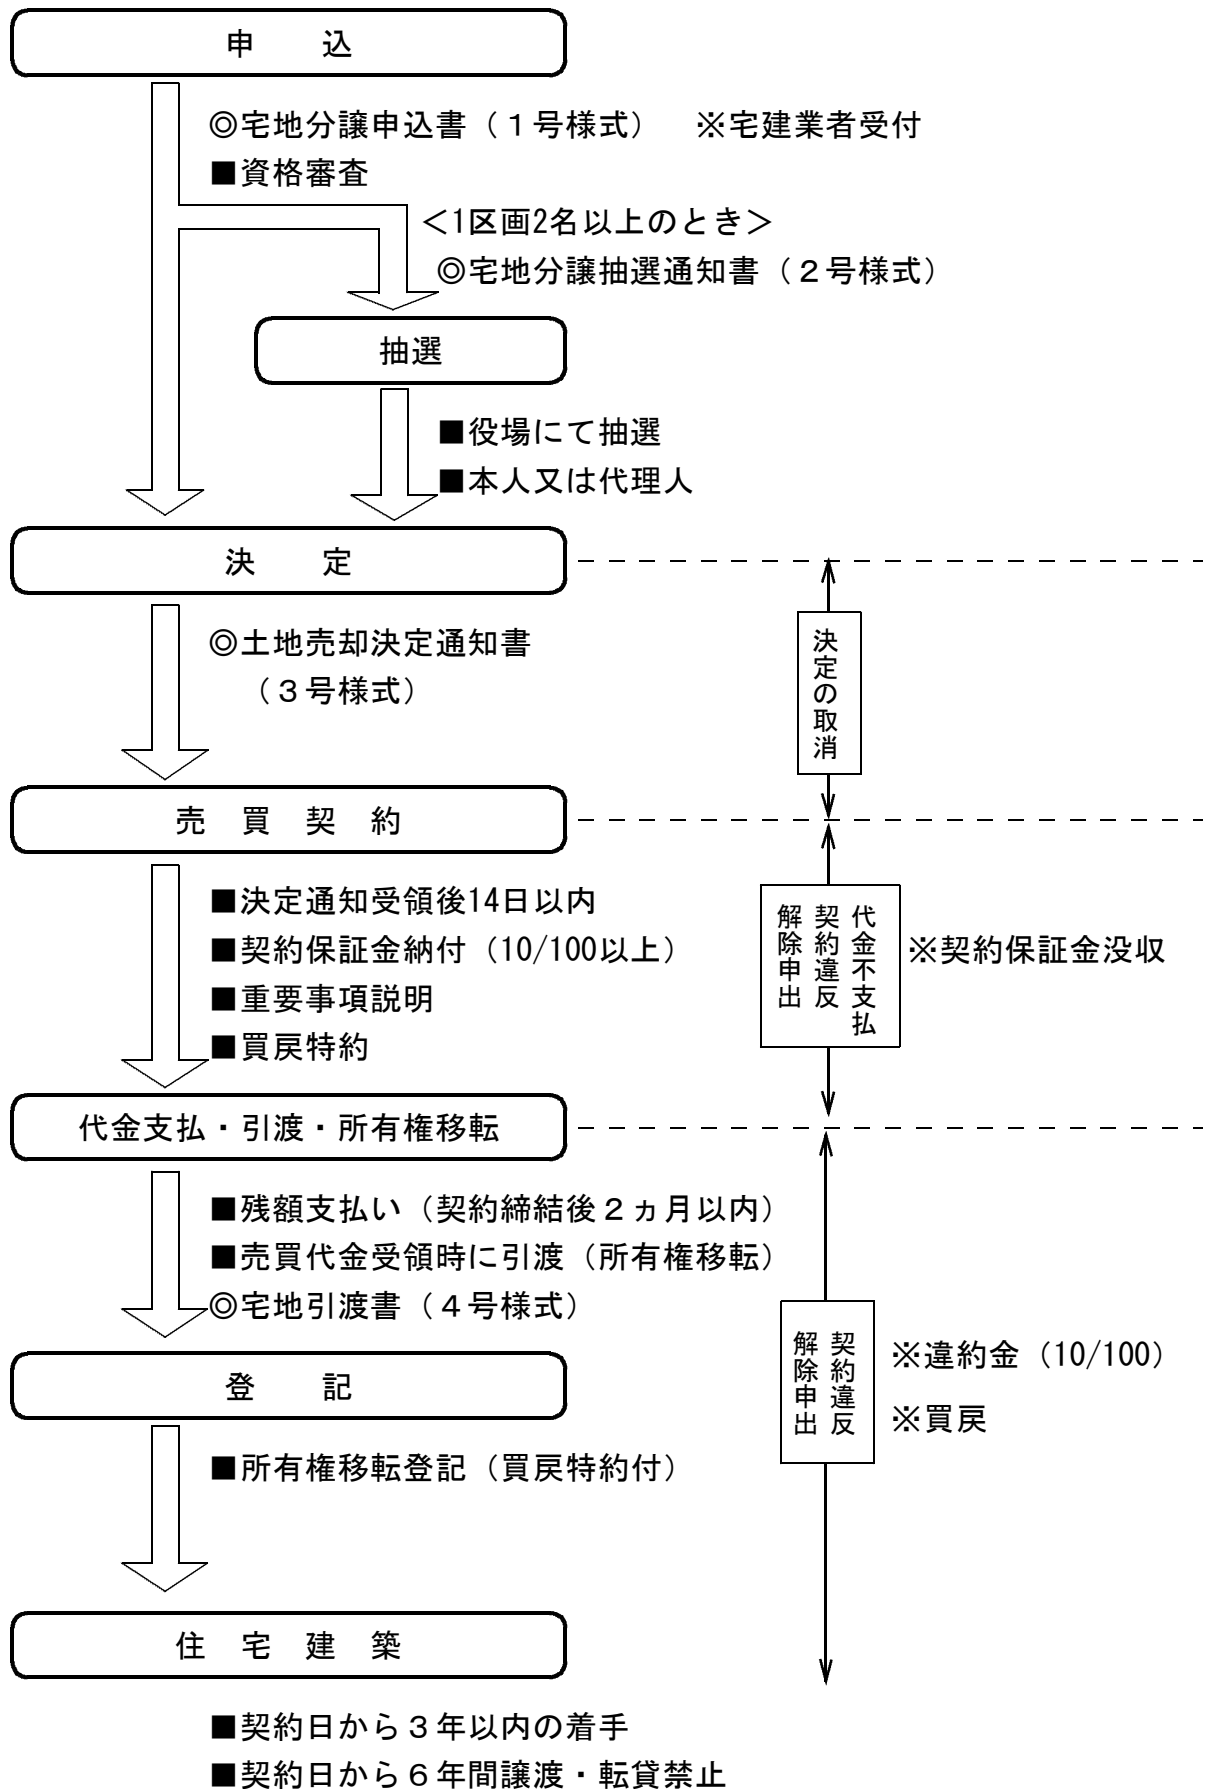 申　込
◎宅地分譲申込書（１号様式）　※宅建業者受付
■資格審査
＜1区画2名以上のとき＞
◎宅地分譲抽選通知書（２号様式）
抽選
■役場にて抽選
■本人又は代理人
決　定
◎土地売却決定通知書
（３号様式）
決定の取消
売　買　契　約
■決定通知受領後14日以内
■契約保証金納付（10/100以上）
■重要事項説明
■買戻特約
代金不支払
契約違反
解除申出
※契約保証金没収
代金支払・引渡・所有権移転
■残額支払い（契約締結後２ヵ月以内）
■売買代金受領時に引渡（所有権移転）
◎宅地引渡書（４号様式）
契約違反
解除申出
※違約金（10/100）
※買戻
登　記
■所有権移転登記（買戻特約付）
住　宅　建　築
■契約日から３年以内の着手
■契約日から６年間譲渡・転貸禁止